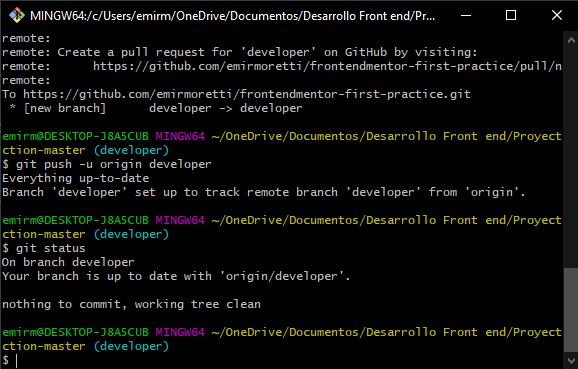 MINGW64:/c/Users/emirm/OneDrive/Documentos/Desarrollo Front end/Pr...
remote:
remote: Create a pull request for 'developer' on GitHub by visiting:
remote:      https://github.com/emirmoretti/frontendmentor-first-practice/pull/n
remote:
To https://github.com/emirmoretti/frontendmentor-first-practice.git
 * [new branch]      developer -> developer
emirm@DESKTOP-J8A5CUB MINGW64 ~/OneDrive/Documentos/Desarrollo Front end/Proyect
ction-master (developer)
$ git push -u origin developer
Everything up-to-date
Branch 'developer' set up to track remote branch 'developer' from 'origin'.
emirm@DESKTOP-J8A5CUB MINGW64 ~/OneDrive/Documentos/Desarrollo Front end/Proyect
ction-master (developer)
$ git status
On branch developer
Your branch is up to date with 'origin/developer'.
nothing to commit, working tree clean
emirm@DESKTOP-J8A5CUB MINGW64 ~/OneDrive/Documentos/Desarrollo Front end/Proyect
ction-master (developer)
$